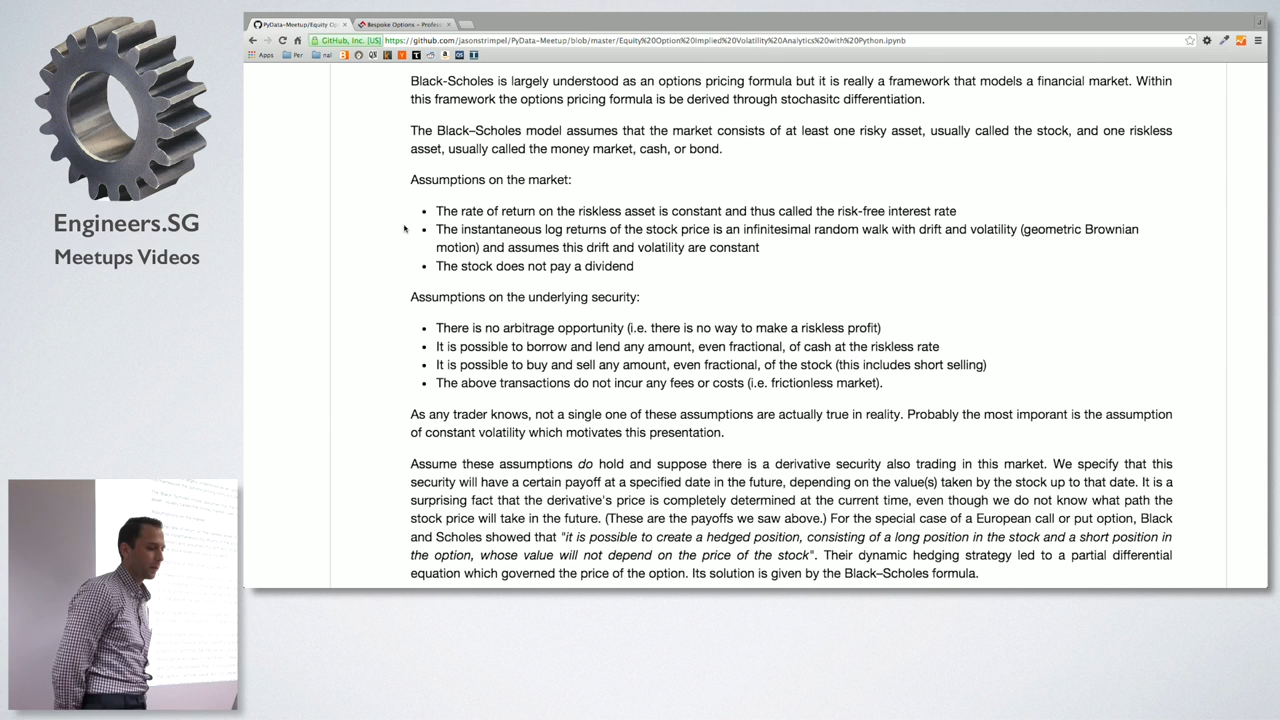 PyData-Meetup/Equity Op
Bespoke Options – Profes
GitHub, Inc. [US]
https://github.com/jasonstrimpel/PyData-Meetup/blob/master/Equity%20Option%20Implied%20Volatility%20Analytics%20with%20Python.ipynb
Apps
Per
nal
Engineers.SG
Meetups Videos
Black-Scholes is largely understood as an options pricing formula but it is really a framework that models a financial market. Within
this framework the options pricing formula is be derived through stochasitc differentiation.
The Black–Scholes model assumes that the market consists of at least one risky asset, usually called the stock, and one riskless
asset, usually called the money market, cash, or bond.
Assumptions on the market:
• The rate of return on the riskless asset is constant and thus called the risk-free interest rate
• The instantaneous log returns of the stock price is an infinitesimal random walk with drift and volatility (geometric Brownian
motion) and assumes this drift and volatility are constant
• The stock does not pay a dividend
Assumptions on the underlying security:
• There is no arbitrage opportunity (i.e. there is no way to make a riskless profit)
• It is possible to borrow and lend any amount, even fractional, of cash at the riskless rate
• It is possible to buy and sell any amount, even fractional, of the stock (this includes short selling)
• The above transactions do not incur any fees or costs (i.e. frictionless market).
As any trader knows, not a single one of these assumptions are actually true in reality. Probably the most imporant is the assumption
of constant volatility which motivates this presentation.
Assume these assumptions do hold and suppose there is a derivative security also trading in this market. We specify that this
security will have a certain payoff at a specified date in the future, depending on the value(s) taken by the stock up to that date. It is a
surprising fact that the derivative's price is completely determined at the current time, even though we do not know what path the
stock price will take in the future. (These are the payoffs we saw above.) For the special case of a European call or put option, Black
and Scholes showed that "it is possible to create a hedged position, consisting of a long position in the stock and a short position in
the option, whose value will not depend on the price of the stock". Their dynamic hedging strategy led to a partial differential
equation which governed the price of the option. Its solution is given by the Black–Scholes formula.